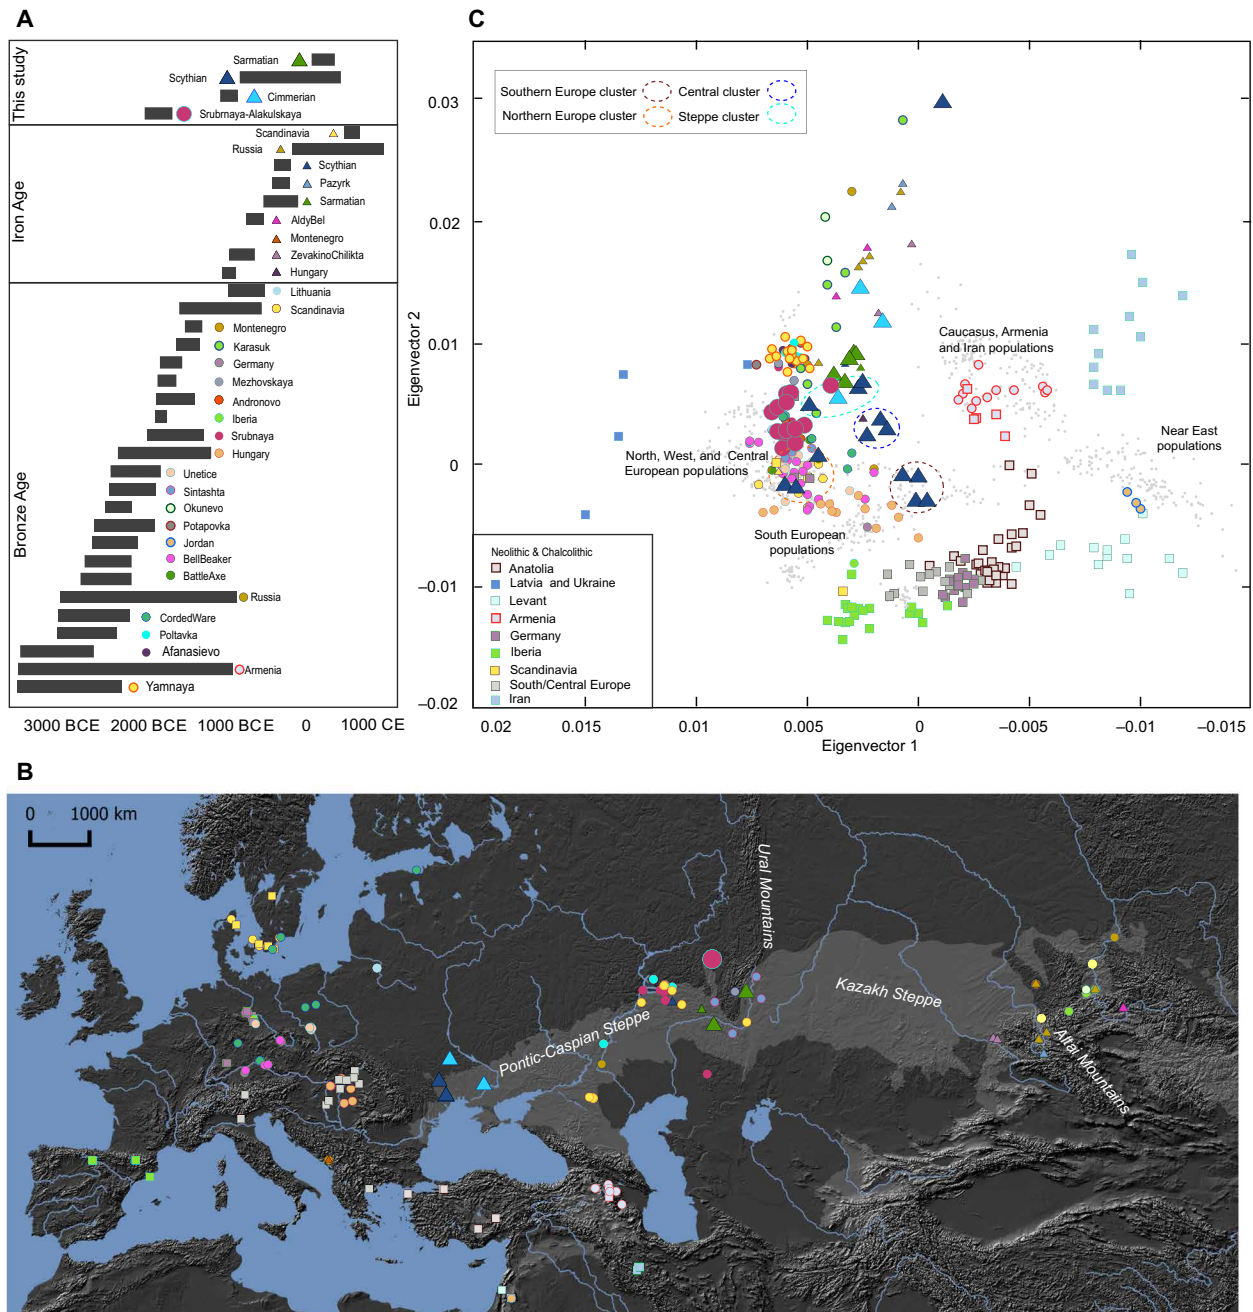 A
This study
Sarmatian
Scythian
Cimmerian
Srubrnaya-Alakulskaya
Iron Age
Scandinavia
Russia
Scythian
Pazyrk
Sarmatian
AldyBel
Montenegro
ZevakinoChilikta
Hungary
Bronze Age
Lithuania
Scandinavia
Montenegro
Karasuk
Germany
Mezhovskaya
Andronovo
Iberia
Srubnaya
Hungary
Unetice
Sintashta
Okunevo
Potapovka
Jordan
BellBeaker
BattleAxe
Russia
CordedWare
Poltavka
Afanasievo
Armenia
Yamnaya
3000 BCE 2000 BCE 1000 BCE 0 1000 CE
C
Southern Europe cluster Central cluster
Northern Europe cluster Steppe cluster
Eigenvector 2
0.03
0.02
0.01
0
–0.01
–0.02
Caucasus, Armenia
and Iran populations
Near East
populations
North, West, and Central
European populations
South European
populations
Neolithic & Chalcolithic
Anatolia
Latvia and Ukraine
Levant
Armenia
Germany
Iberia
Scandinavia
South/Central Europe
Iran
0.02 0.015 0.01 0.005 0 –0.005 –0.01 –0.015
Eigenvector 1
B
0 1000 km
Ural Mountains
Kazakh Steppe
Pontic-Caspian Steppe
Altai Mountains